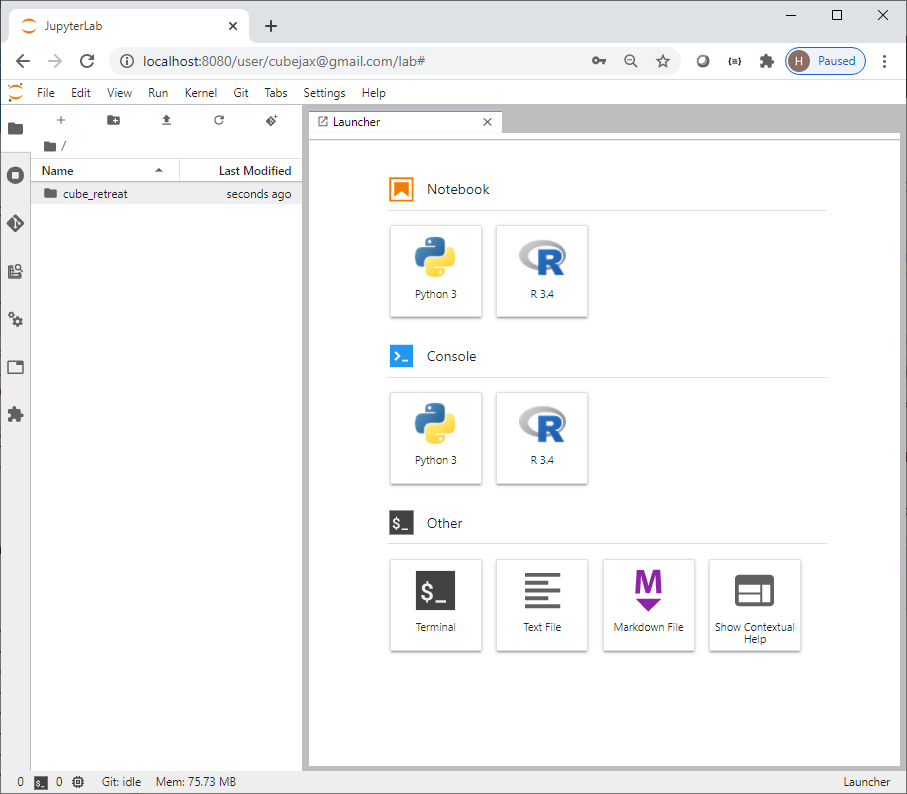 JupyterLab
localhost:8080/user/cubejax@gmail.com/lab#
H Paused
File Edit View Run Kernel Git Tabs Settings Help
Launcher
/
Name Last Modified
cube_retreat seconds ago
Notebook
Python 3 R 3.4
Console
Python 3 R 3.4
$_ Other
$_ M
Terminal Text File Markdown File Show Contextual
Help
0 $_ 0 Git: idle Mem: 75.73 MB Launcher